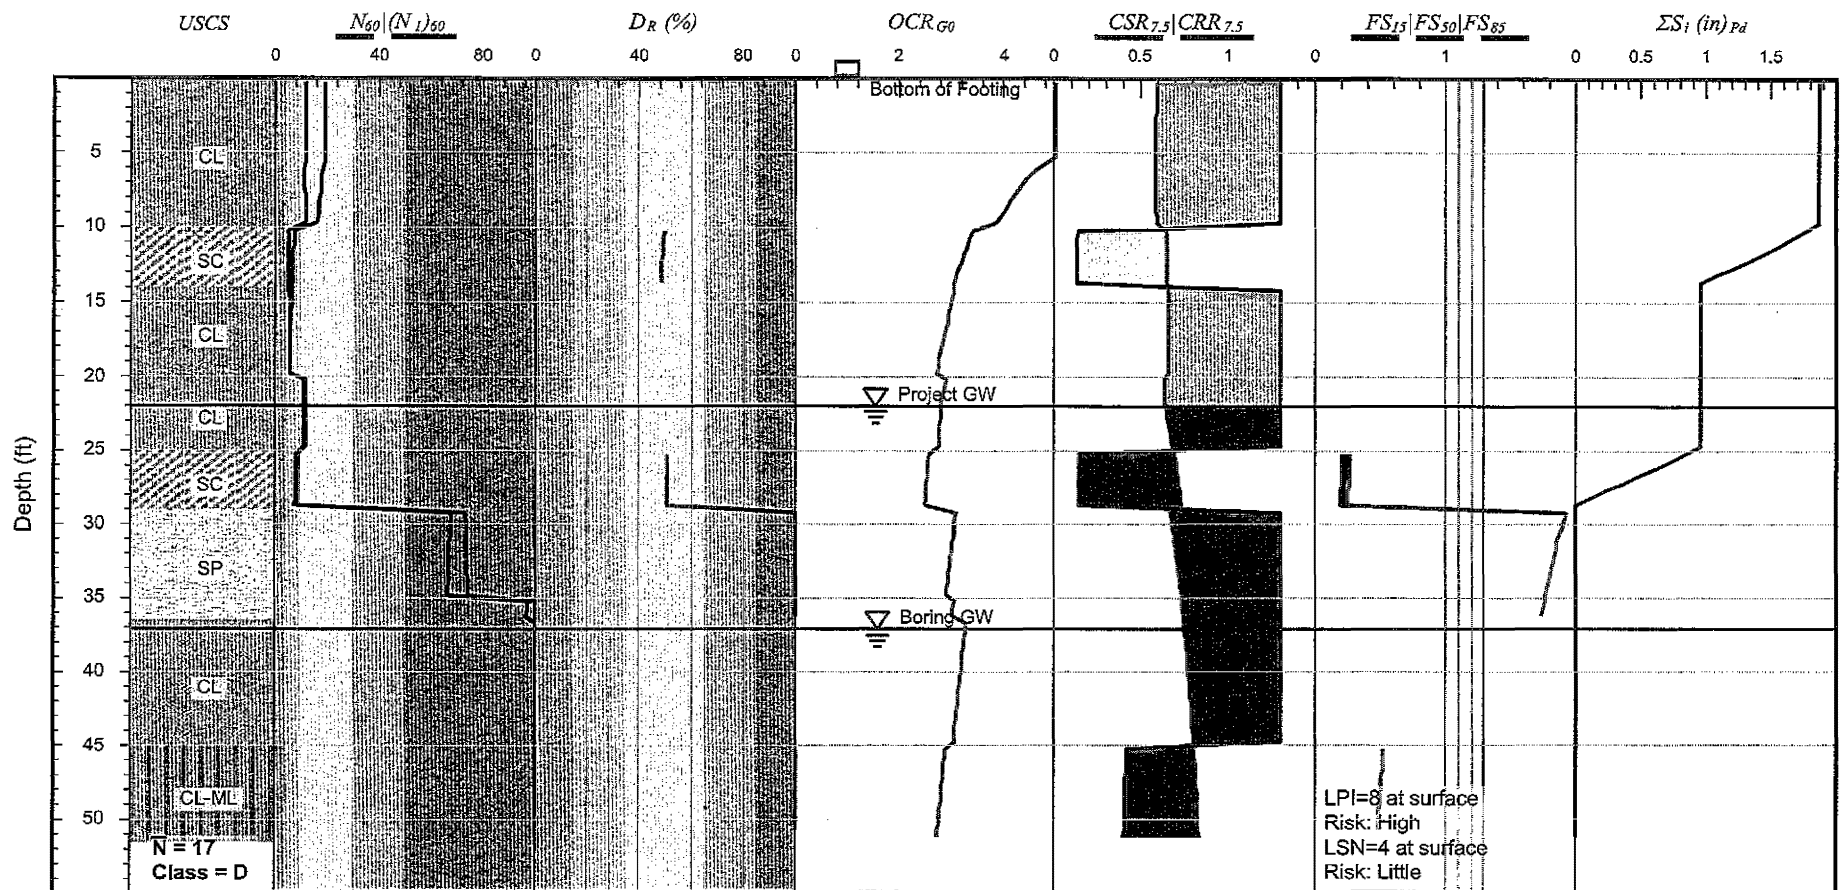 USCS N60|(N1)60 DR (%) OCRG0 CSR7.5|CRR7.5 FS15|FS50|FS85 ΣSi (in)Pd
0 40 80 0 40 80 0 2 4 0 0.5 1 0 1 0 0.5 1 1.5
Bottom of Footing
5 CL
10
SC
15
CL
20
Project GW
CL
25
SC
Depth (ft)
30
SP
35
Boring GW
40
CL
45
CL-ML
LPI=8 at surface
50
Risk: High
N̅ = 17
LSN=4 at surface
Class = D
Risk: Little